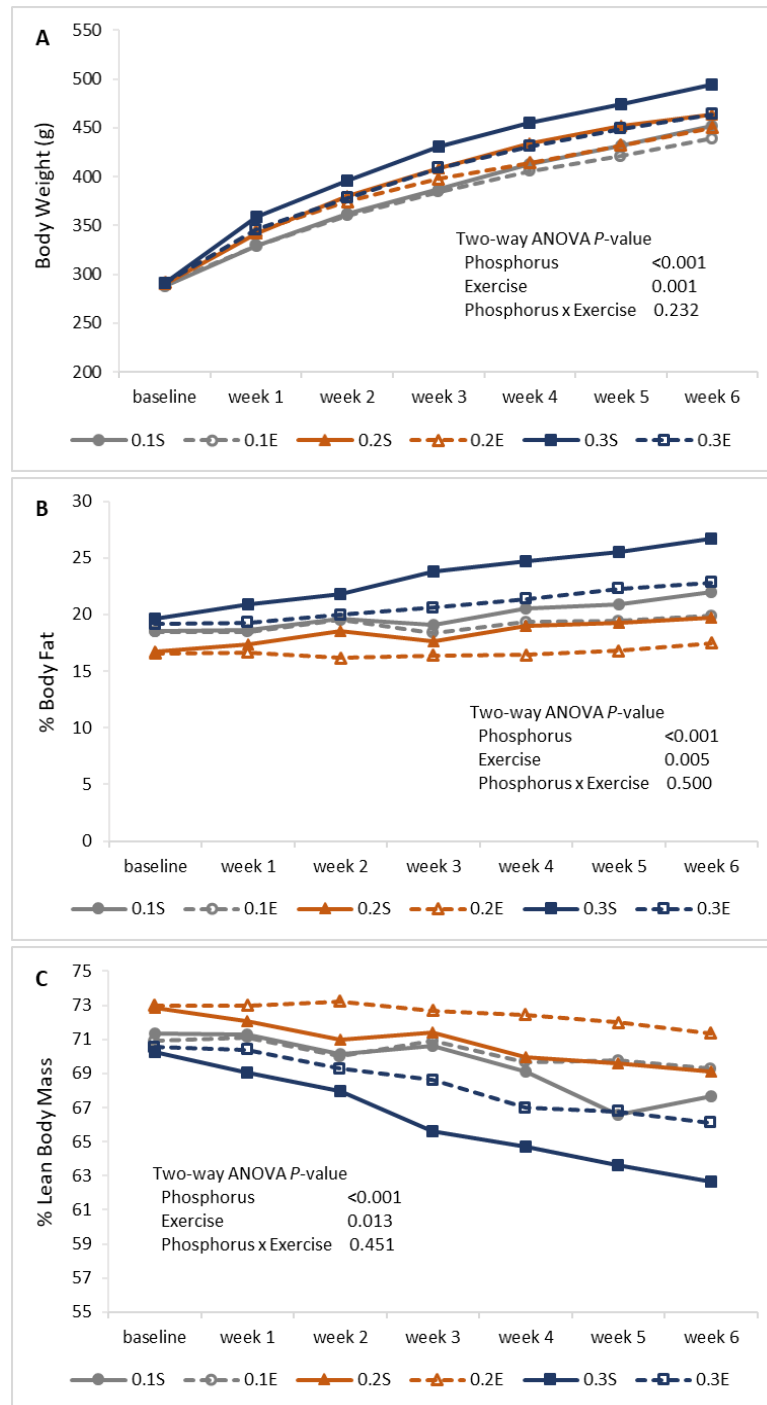 A
550
500
450
400
350
300
250
200
Body Weight (g)
Two-way ANOVA P-value
Phosphorus <0.001
Exercise 0.001
Phosphorus x Exercise 0.232
baseline week 1 week 2 week 3 week 4 week 5 week 6
0.1S 0.1E 0.2S 0.2E 0.3S 0.3E
B
30
25
20
15
10
5
0
% Body Fat
Two-way ANOVA P-value
Phosphorus <0.001
Exercise 0.005
Phosphorus x Exercise 0.500
baseline week 1 week 2 week 3 week 4 week 5 week 6
0.1S 0.1E 0.2S 0.2E 0.3S 0.3E
C
75
73
71
69
67
65
63
61
59
57
55
% Lean Body Mass
Two-way ANOVA P-value
Phosphorus <0.001
Exercise 0.013
Phosphorus x Exercise 0.451
baseline week 1 week 2 week 3 week 4 week 5 week 6
0.1S 0.1E 0.2S 0.2E 0.3S 0.3E